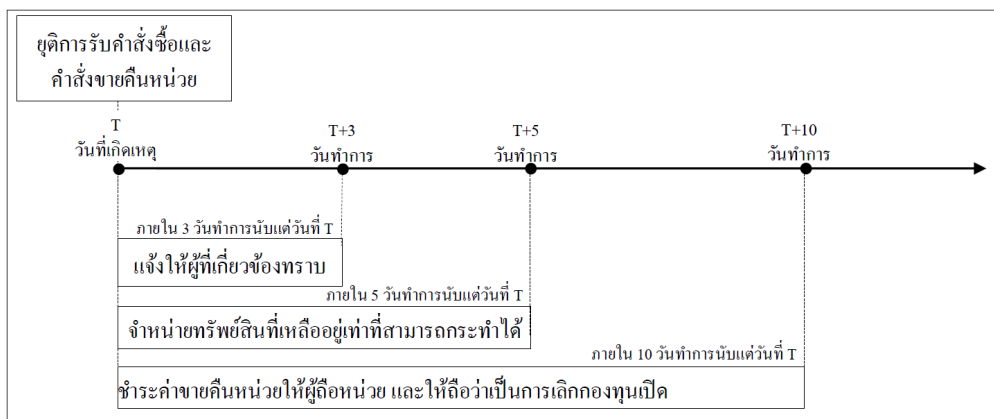 ยุติการรับคำสั่งซื้อและ
คำสั่งขายคืนหน่วย
T
วันที่เกิดเหตุ
T+3
วันทำการ
T+5
วันทำการ
T+10
วันทำการ
ภายใน 3 วันทำการนับแต่วันที่ T
แจ้งให้ผู้ที่เกี่ยวข้องทราบ
ภายใน 5 วันทำการนับแต่วันที่ T
จำหน่ายทรัพย์สินที่เหลืออยู่เท่าที่สามารถกระทำได้
ภายใน 10 วันทำการนับแต่วันที่ T
ชำระค่าขายคืนหน่วยให้ผู้ถือหน่วย และให้ถือว่าเป็นการเลิกกองทุนเปิด